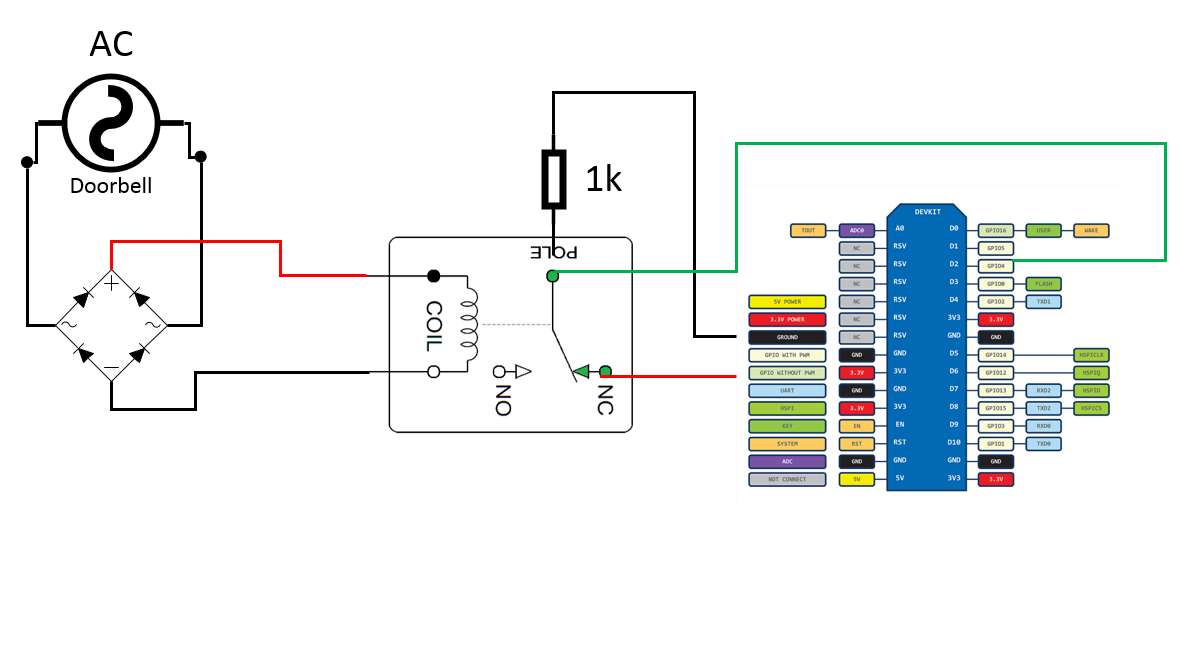 AC
Doorbell
1k
POLE
COIL
NO
NC
DEVKIT
TOUT ADC0 A0 D0 GPIO16 USER WAKE
NC RSV D1 GPIO5
NC RSV D2 GPIO4
NC RSV D3 GPIO0 FLASH
5V POWER NC RSV D4 GPIO2 TXD1
3.3V POWER NC RSV 3V3 3.3V
GROUND NC RSV GND GND
GPIO WITH PWM GND GND D5 GPIO14 HSPICLK
GPIO WITHOUT PWM 3.3V 3V3 D6 GPIO12 HSPIQ
UART GND GND D7 GPIO13 RXD2 HSPID
HSPI 3.3V 3V3 D8 GPIO15 TXD2 HSPICS
KEY EN EN D9 GPIO3 RXD0
SYSTEM RST RST D10 GPIO1 TXD0
ADC GND GND GND GND
NOT CONNECT 5V 5V 3V3 3.3V